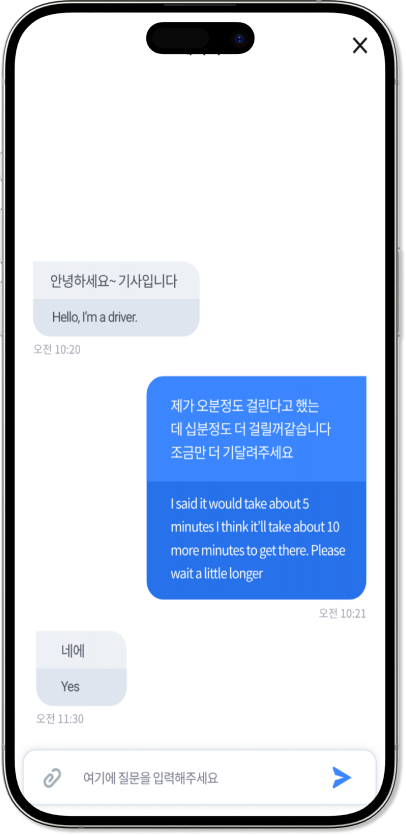 안녕하세요~ 기사입니다
Hello, I'm a driver.
오전 10:20
제가 오분정도 걸린다고 했는
데 십분정도 더 걸릴꺼같습니다
조금만 더 기달려주세요
I said it would take about 5
minutes I think it'll take about 10
more minutes to get there. Please
wait a little longer
오전 10:21
네에
Yes
오전 11:30
여기에 질문을 입력해주세요